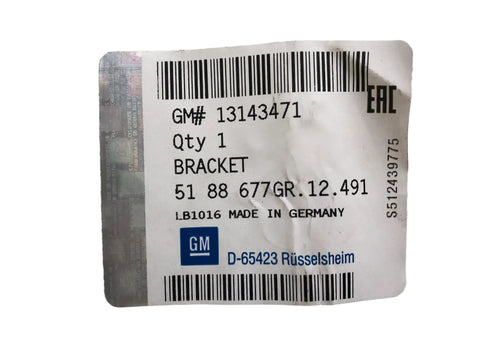 GM# 13143471
Qty 1
BRACKET
51 88 677GR.12.491
LB1016 MADE IN GERMANY
GM
D-65423 Rüsselsheim
EAC
S512439775